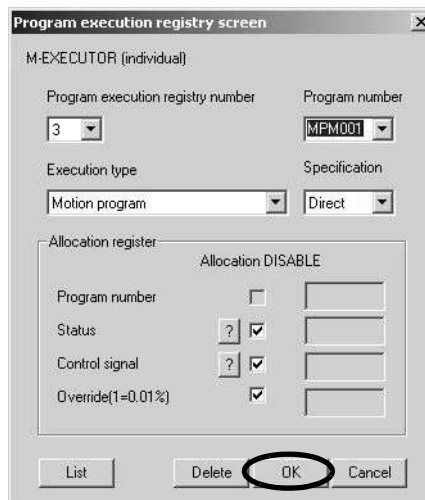 Program execution registry screen
M-EXECUTOR (individual)
Program execution registry number Program number
3 MPM001
Execution type Specification
Motion program Direct
Allocation register
Allocation DISABLE
Program number
Status ?
Control signal ?
Override(1=0.01%)
List Delete OK Cancel